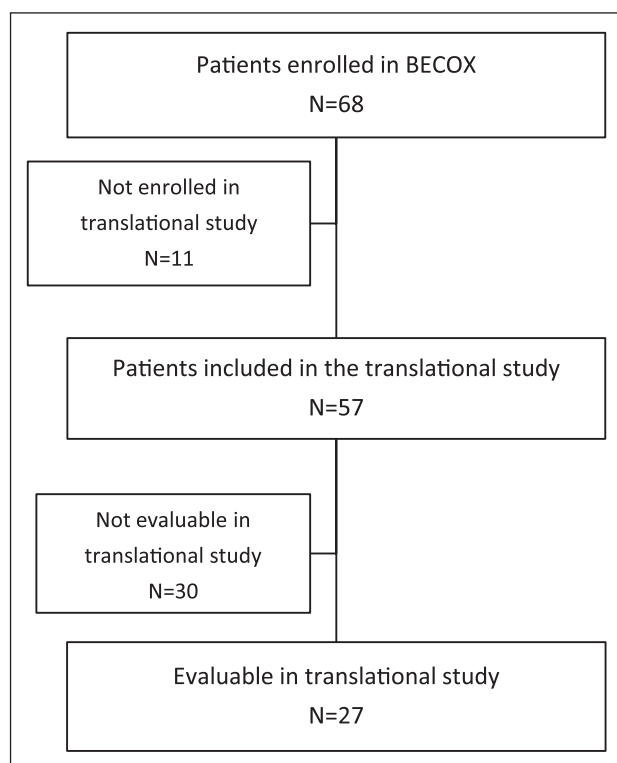 Patients enrolled in BECOX
N=68
Not enrolled in
translational study
N=11
Patients included in the translational study
N=57
Not evaluable in
translational study
N=30
Evaluable in translational study
N=27